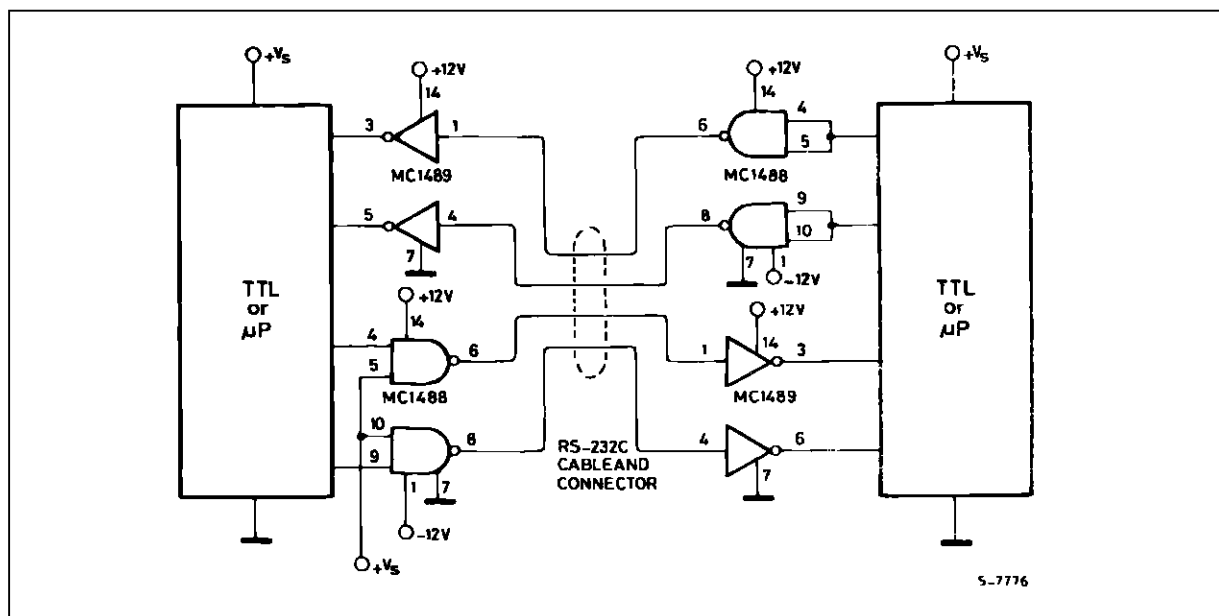 +Vs
+12V
14
3
1
MC1489
5
4
7
TTL
or
µP
+12V
14
4
5
6
MC1488
10
9
8
1
7
-12V
+Vs
RS-232C
CABLEAND
CONNECTOR
+12V
14
6
4
5
MC1488
8
9
10
7
1
-12V
+12V
14
1
3
MC1489
4
6
7
+Vs
TTL
or
µP
S-7776